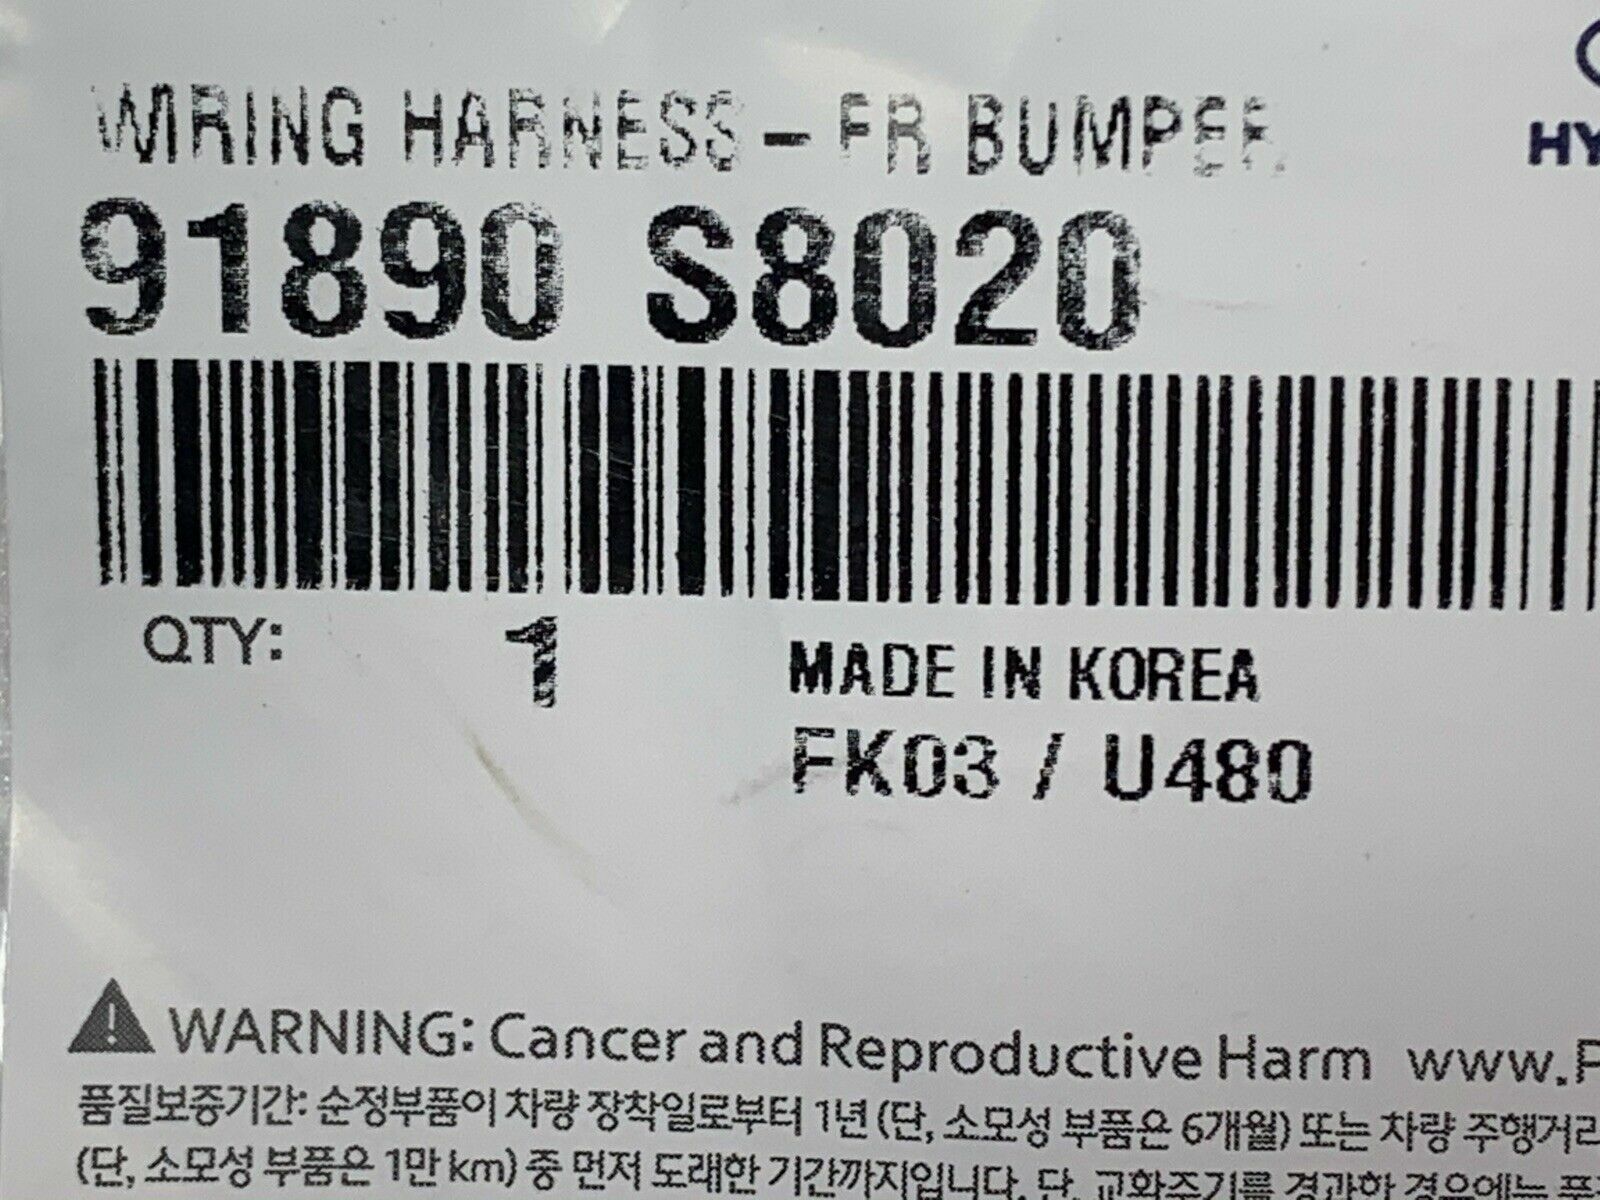 WIRING HARNESS - FR BUMPER
HY
91890 S8020
QTY: 1
MADE IN KOREA
FK03 / U480
WARNING: Cancer and Reproductive Harm www.P
품질보증기간: 순정부품이 차량 장착일로부터 1년 (단, 소모성 부품은 6개월) 또는 차량 주행거리
(단, 소모성 부품은 1만 km) 중 먼저 도래한 기간까지입니다. 단, 교환주기를 경과한 경우에는